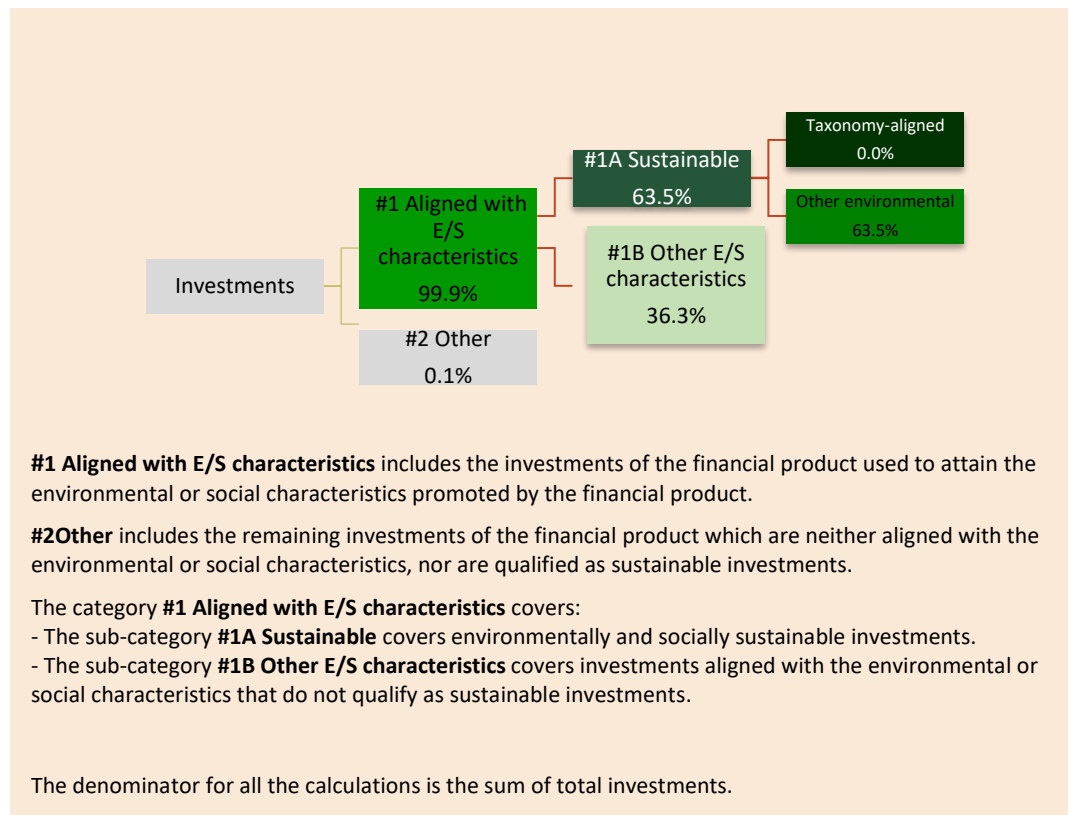 Taxonomy-aligned
0.0%
#1A Sustainable
63.5%
Other environmental
63.5%
#1 Aligned with
E/S
characteristics
99.9%
#1B Other E/S
characteristics
36.3%
Investments
#2 Other
0.1%
#1 Aligned with E/S characteristics includes the investments of the financial product used to attain the
environmental or social characteristics promoted by the financial product.
#2Other includes the remaining investments of the financial product which are neither aligned with the
environmental or social characteristics, nor are qualified as sustainable investments.
The category #1 Aligned with E/S characteristics covers:
- The sub-category #1A Sustainable covers environmentally and socially sustainable investments.
- The sub-category #1B Other E/S characteristics covers investments aligned with the environmental or
social characteristics that do not qualify as sustainable investments.
The denominator for all the calculations is the sum of total investments.